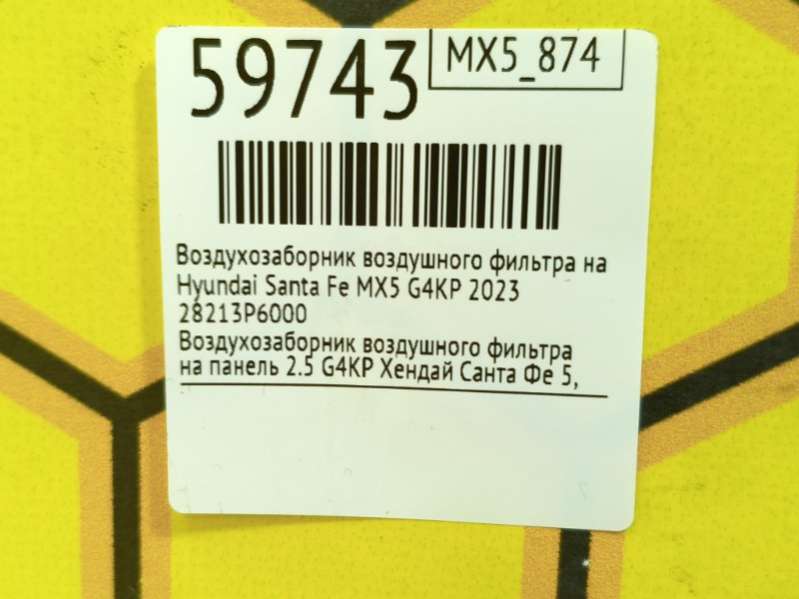 59743
MX5_874
Воздухозаборник воздушного фильтра на
Hyundai Santa Fe MX5 G4KP 2023
28213P6000
Воздухозаборник воздушного фильтра
на панель 2.5 G4KP Хендай Санта Фе 5,